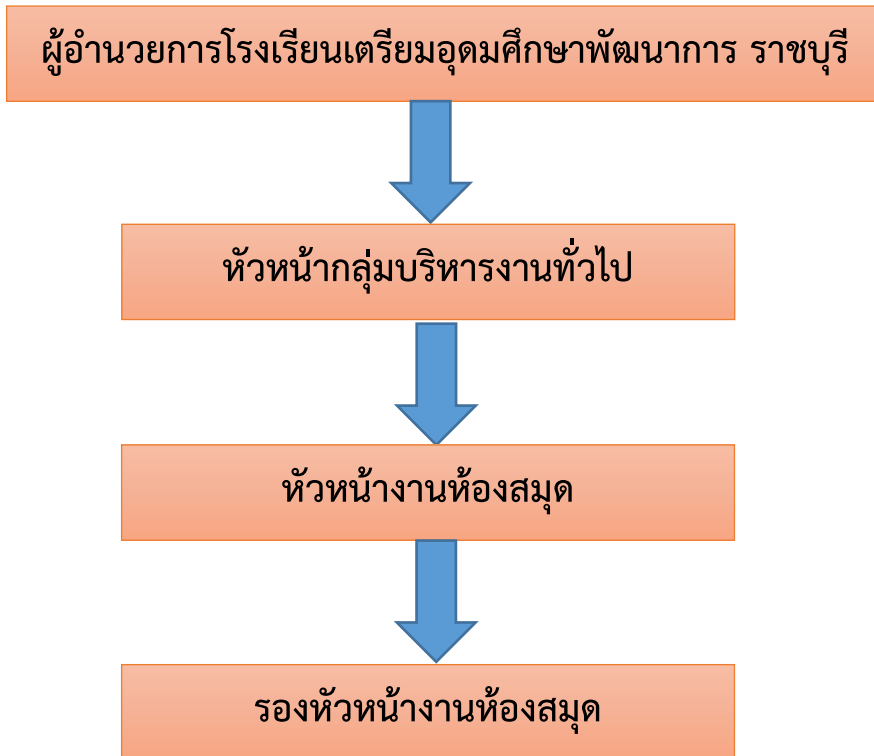 ผู้อำนวยการโรงเรียนเตรียมอุดมศึกษาพัฒนาการ ราชบุรี
หัวหน้ากลุ่มบริหารงานทั่วไป
หัวหน้างานห้องสมุด
รองหัวหน้างานห้องสมุด